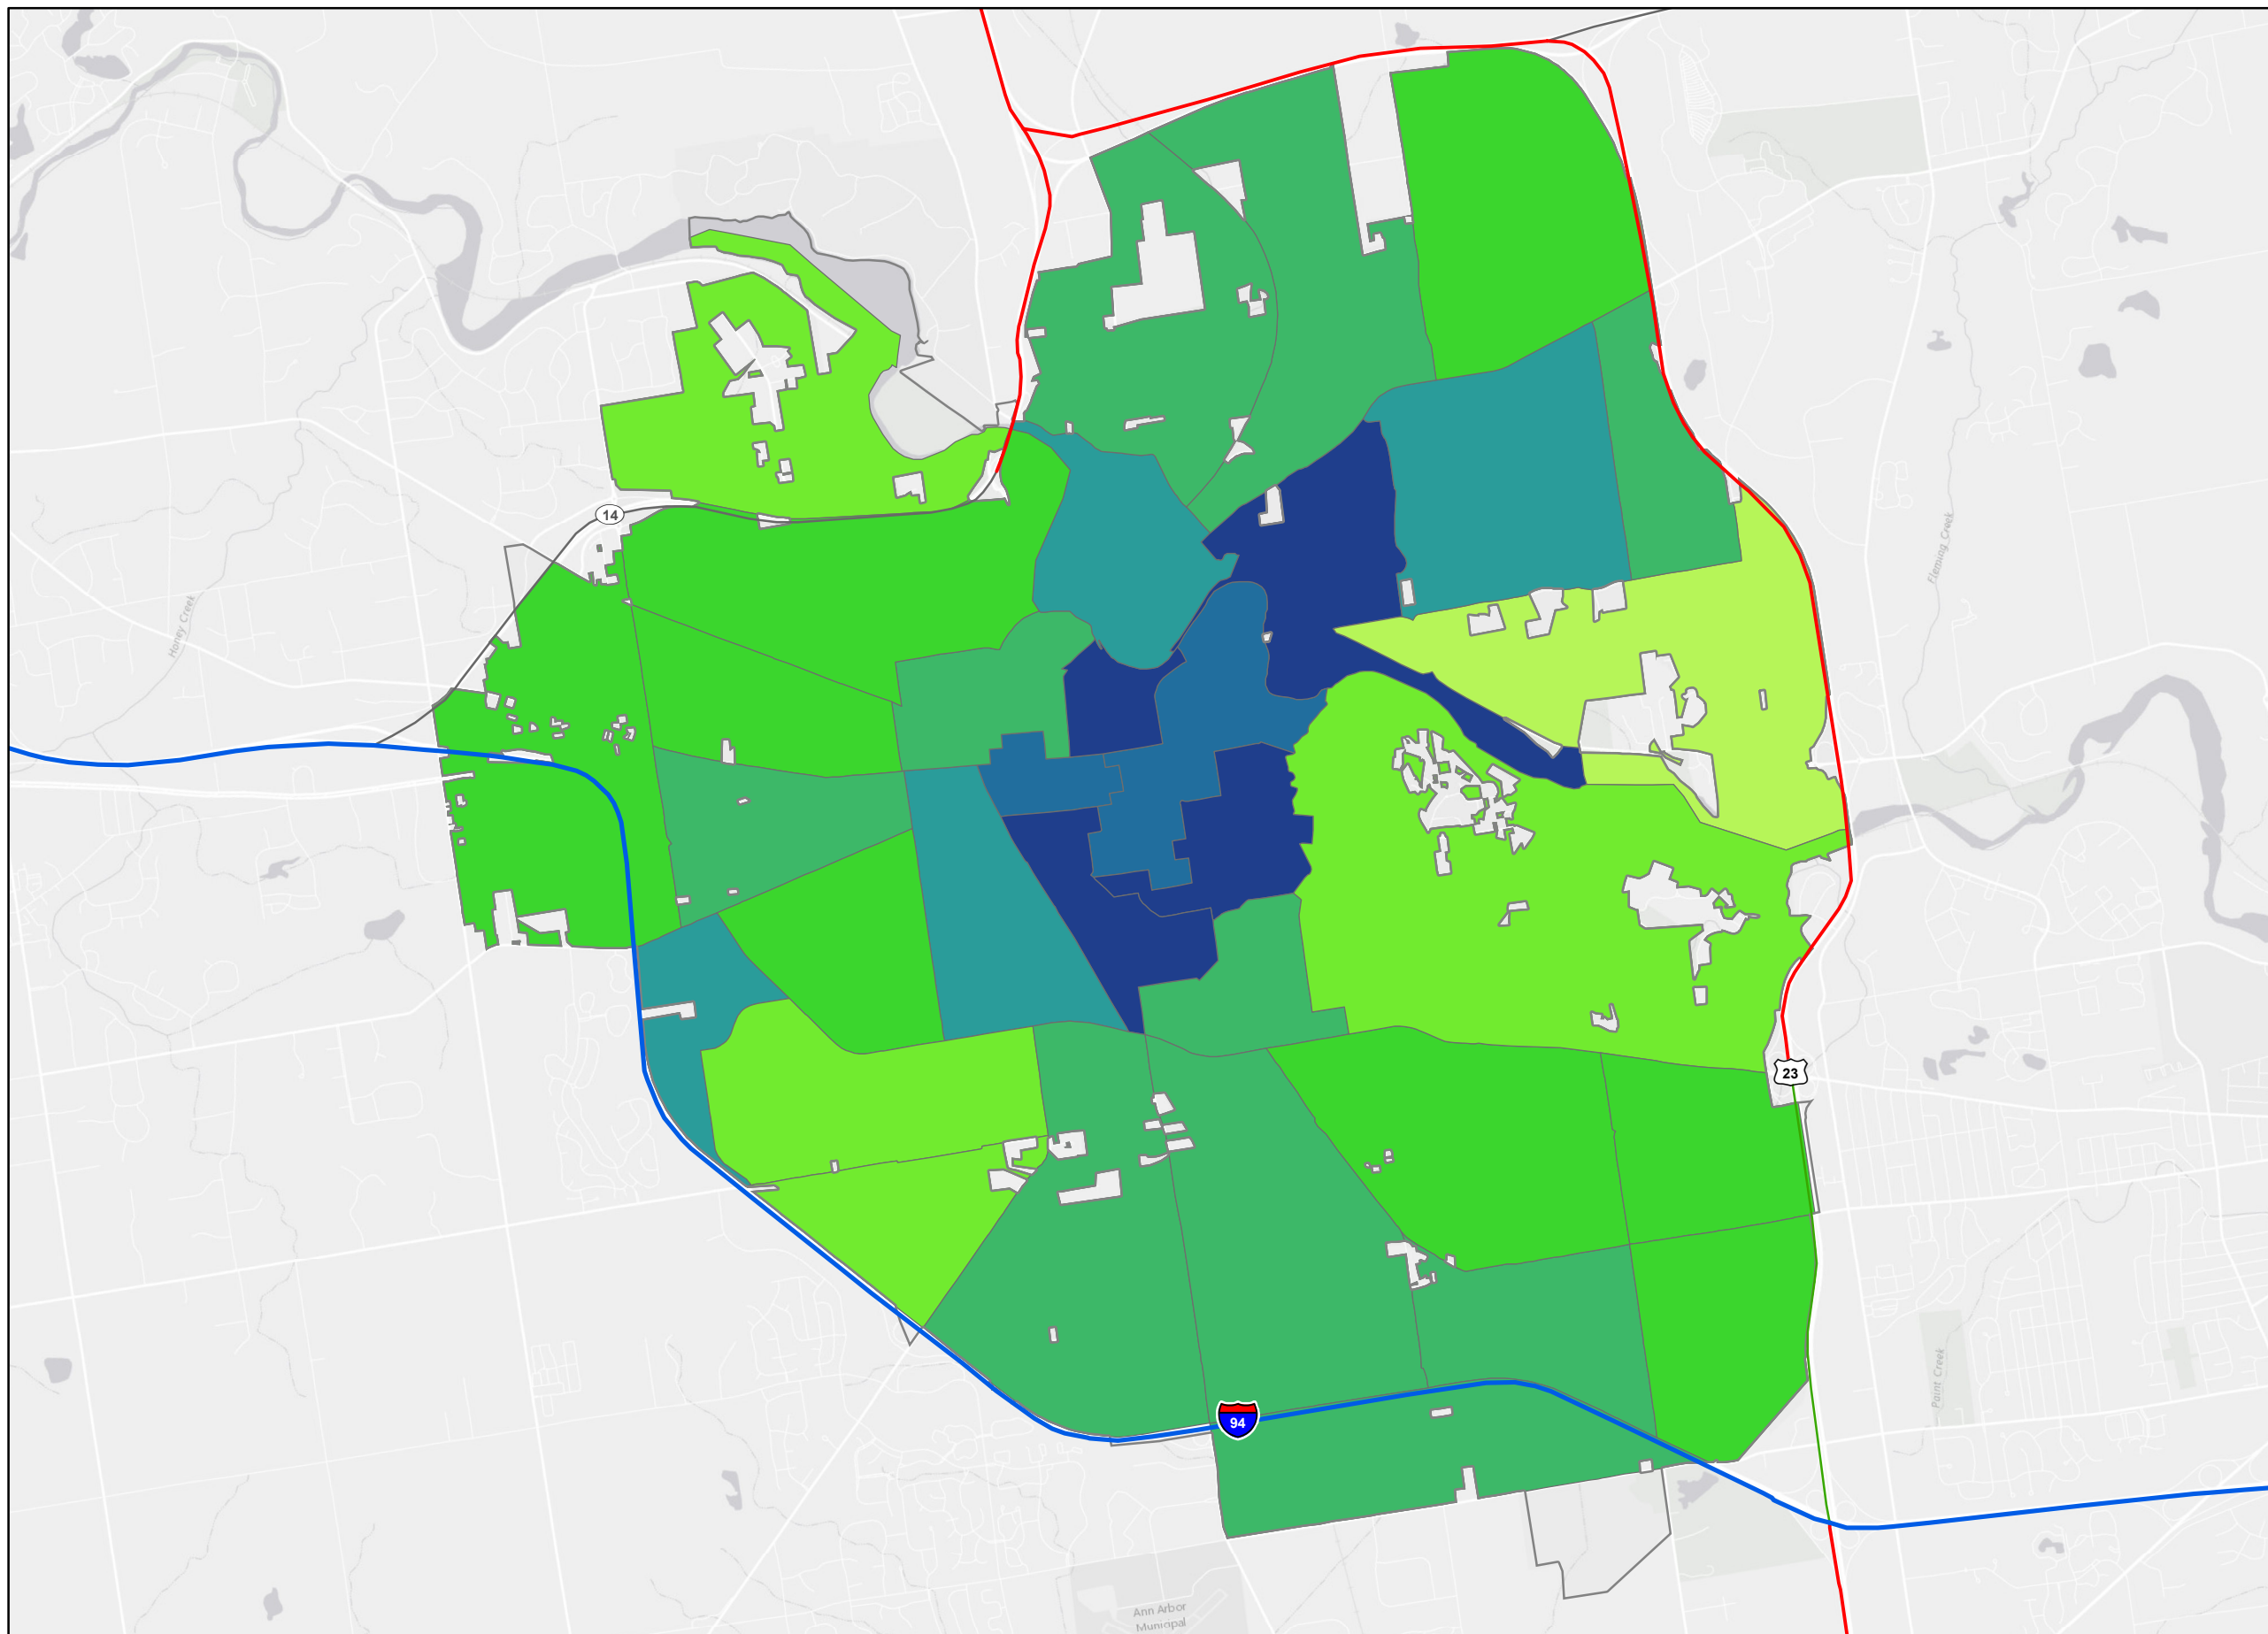 14
Honey Creek
Fleming Creek
23
94
Paint Creek
Ann Arbor
Municipal